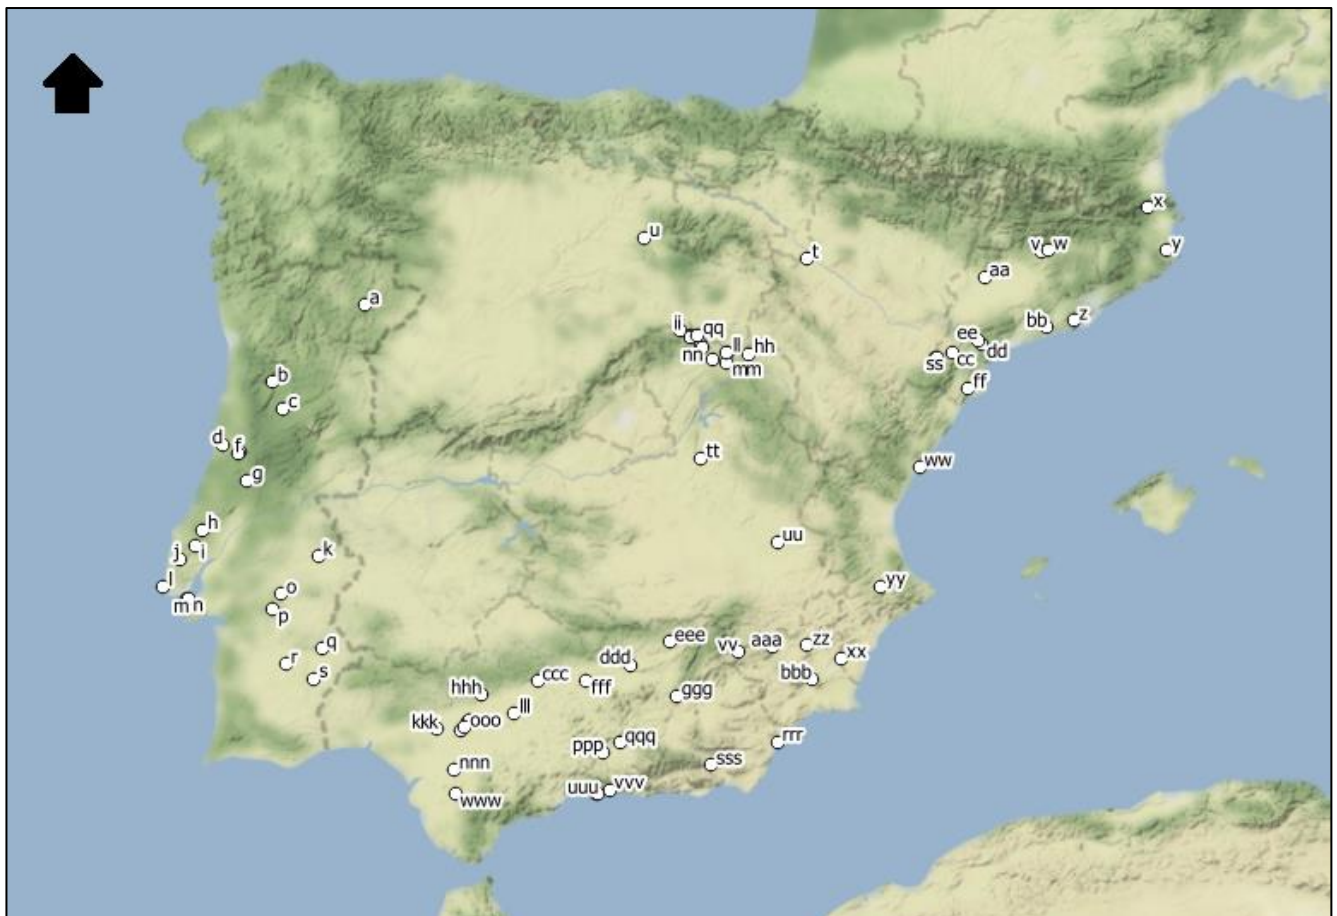 x
u
v w
y
t
aa
a
z
bb
ii qq
ee
ll hh
nn
dd
ss cc
mm
b
ff
c
d
f
tt
ww
g
h
uu
i
j k
yy
l
o
m n
p
eee
q
vv aaa zz
xx
r
ddd
s
ccc fff
bbb
hhh
ggg
lll
kkk ooo
qqq rrr
ppp
sss
nnn
uuu vvv
www